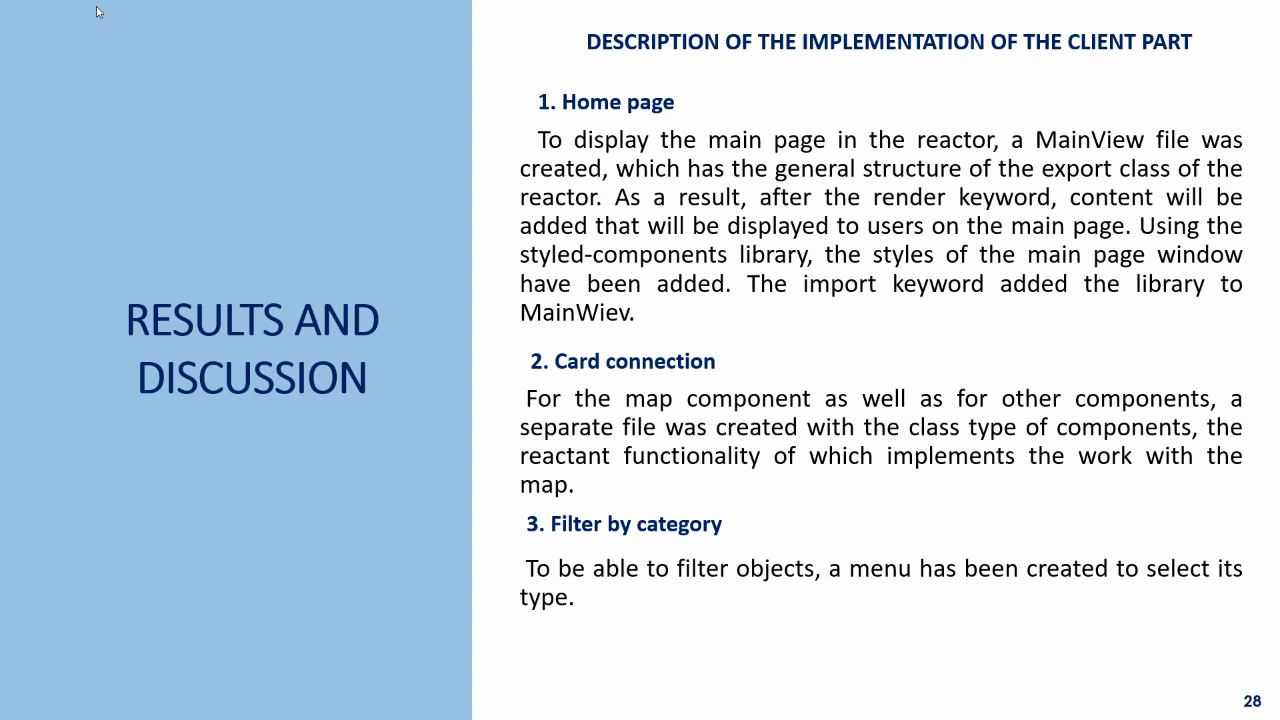 RESULTS AND
DISCUSSION
DESCRIPTION OF THE IMPLEMENTATION OF THE CLIENT PART
1. Home page
To display the main page in the reactor, a MainView file was
created, which has the general structure of the export class of the
reactor. As a result, after the render keyword, content will be
added that will be displayed to users on the main page. Using the
styled-components library, the styles of the main page window
have been added. The import keyword added the library to
MainWiev.
2. Card connection
For the map component as well as for other components, a
separate file was created with the class type of components, the
reactant functionality of which implements the work with the
map.
3. Filter by category
To be able to filter objects, a menu has been created to select its
type.
28